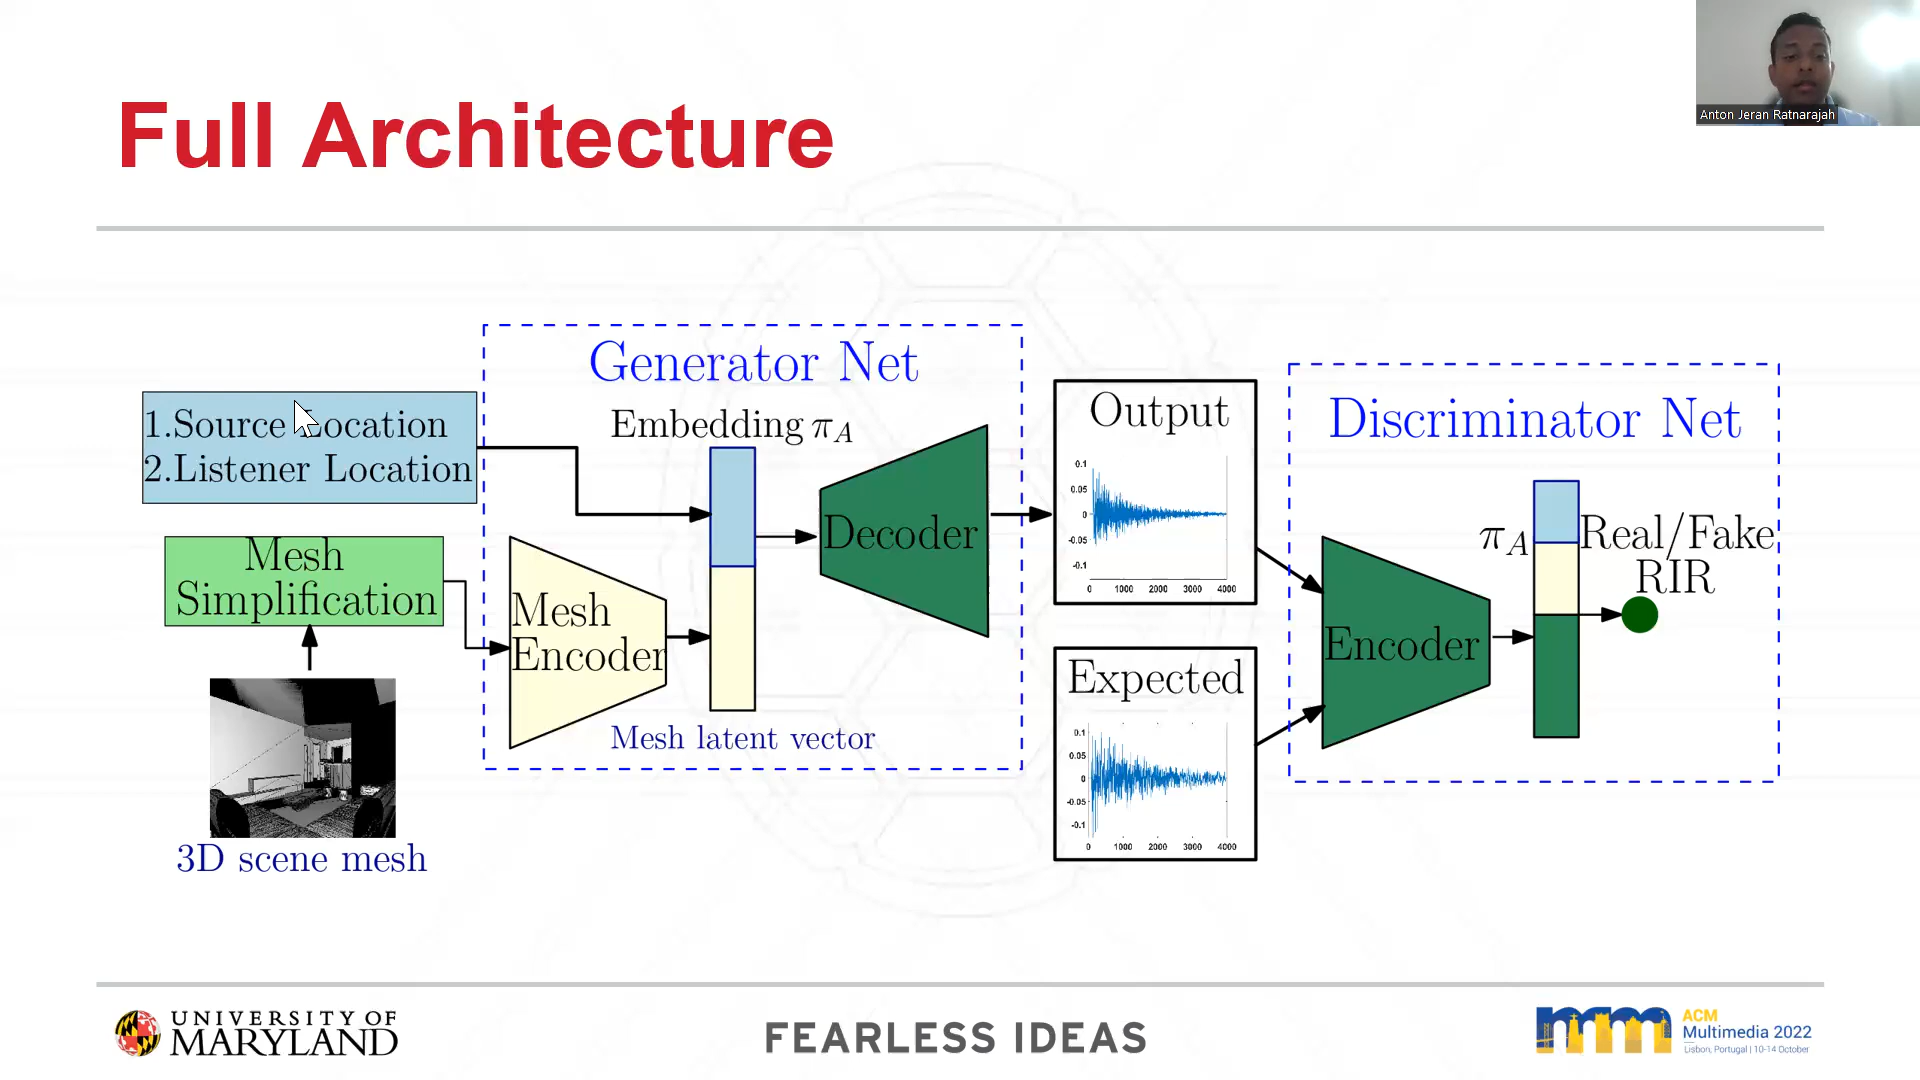 Anton Jeran Ratnarajah
Full Architecture
Generator Net
1.Source Location
2.Listener Location
Embedding π_A
Decoder
Mesh
Simplification
Mesh
Encoder
Mesh latent vector
3D scene mesh
Output
0.1
0.05
0
-0.05
-0.1
0 1000 2000 3000 4000
Expected
0.1
0.05
0
-0.05
-0.1
0 1000 2000 3000 4000
Discriminator Net
π_A
Real/Fake
RIR
Encoder
UNIVERSITY OF
MARYLAND
FEARLESS IDEAS
mm
ACM
Multimedia 2022
Lisbon, Portugal | 10-14 October